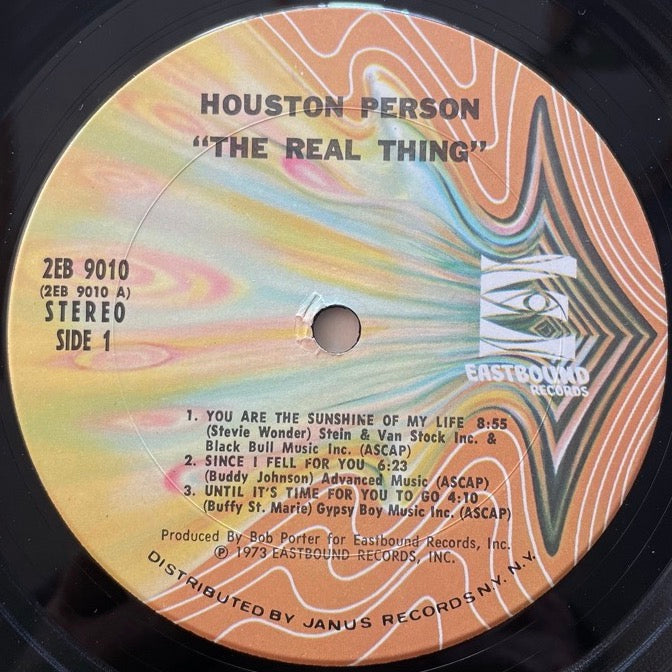 HOUSTON PERSON
"THE REAL THING"
2EB 9010
(2EB 9010 A)
STEREO
SIDE 1
EASTBOUND
RECORDS
1. YOU ARE THE SUNSHINE OF MY LIFE 8:55
(Stevie Wonder) Stein & Van Stock Inc. &
Black Bull Music Inc. (ASCAP)
2. SINCE I FELL FOR YOU 6:23
(Buddy Johnson) Advanced Music (ASCAP)
3. UNTIL IT'S TIME FOR YOU TO GO 4:10
(Buffy St. Marie) Gypsy Boy Music Inc. (ASCAP)
Produced By Bob Porter for Eastbound Records, Inc.
℗ 1973 EASTBOUND RECORDS, INC.
DISTRIBUTED BY JANUS RECORDS N.Y. N.Y.